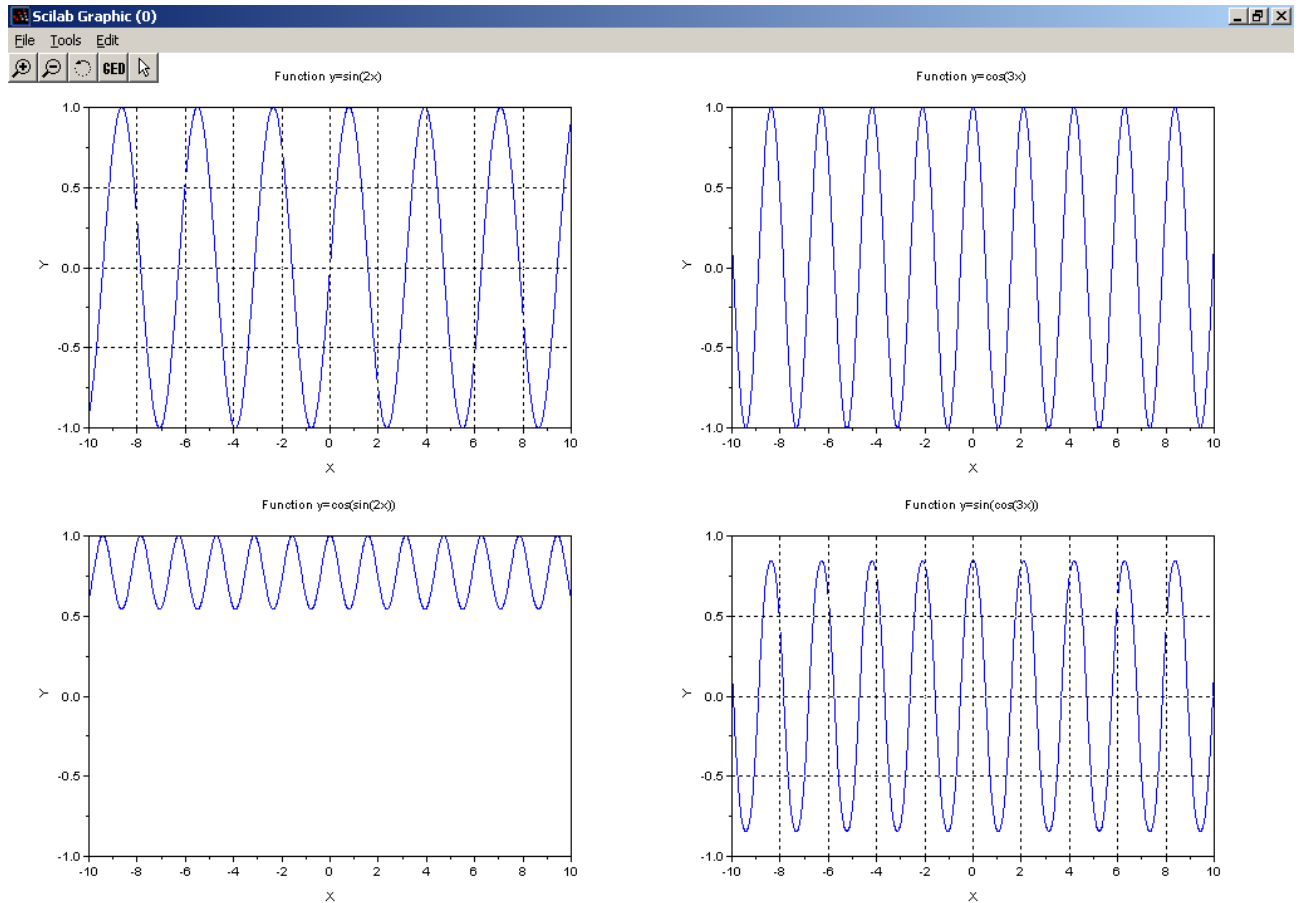 Scilab Graphic (0)
File Tools Edit
GED
Function y=sin(2x)
1.0
0.5
0.0
-0.5
-1.0
Y
-10 -8 -6 -4 -2 0 2 4 6 8 10
X
Function y=cos(3x)
1.0
0.5
0.0
-0.5
-1.0
Y
-10 -8 -6 -4 -2 0 2 4 6 8 10
X
Function y=cos(sin(2x))
1.0
0.5
0.0
-0.5
-1.0
Y
-10 -8 -6 -4 -2 0 2 4 6 8 10
X
Function y=sin(cos(3x))
1.0
0.5
0.0
-0.5
-1.0
Y
-10 -8 -6 -4 -2 0 2 4 6 8 10
X